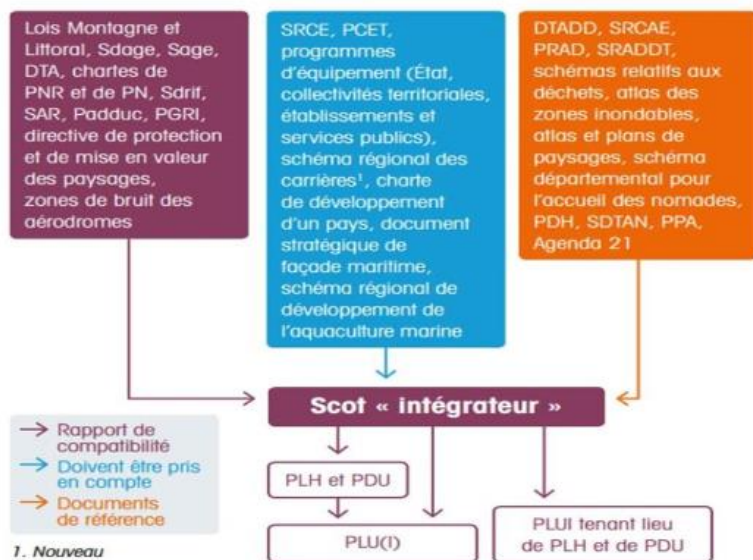 Lois Montagne et
Littoral, Sdage, Sage,
DTA, chartes de
PNR et de PN, Sdrif,
SAR, Padduc, PGRI,
directive de protection
et de mise en valeur
des paysages,
zones de bruit des
aérodromes
SRCE, PCET,
programmes
d'équipement (État,
collectivités territoriales,
établissements et
services publics),
schéma régional des
carrières¹, charte
de développement
d'un pays, document
stratégique de
façade maritime,
schéma régional de
développement de
l'aquaculture marine
DTADD, SRCAE,
PRAD, SRADDT,
schémas relatifs aux
déchets, atlas des
zones inondables,
atlas et plans de
paysages, schéma
départemental pour
l'accueil des nomades,
PDH, SDTAN, PPA,
Agenda 21
Scot « intégrateur »
Rapport de
compatibilité
Doivent être pris
en compte
Documents
de référence
PLH et PDU
PLU(I)
PLUI tenant lieu
de PLH et de PDU
1. Nouveau